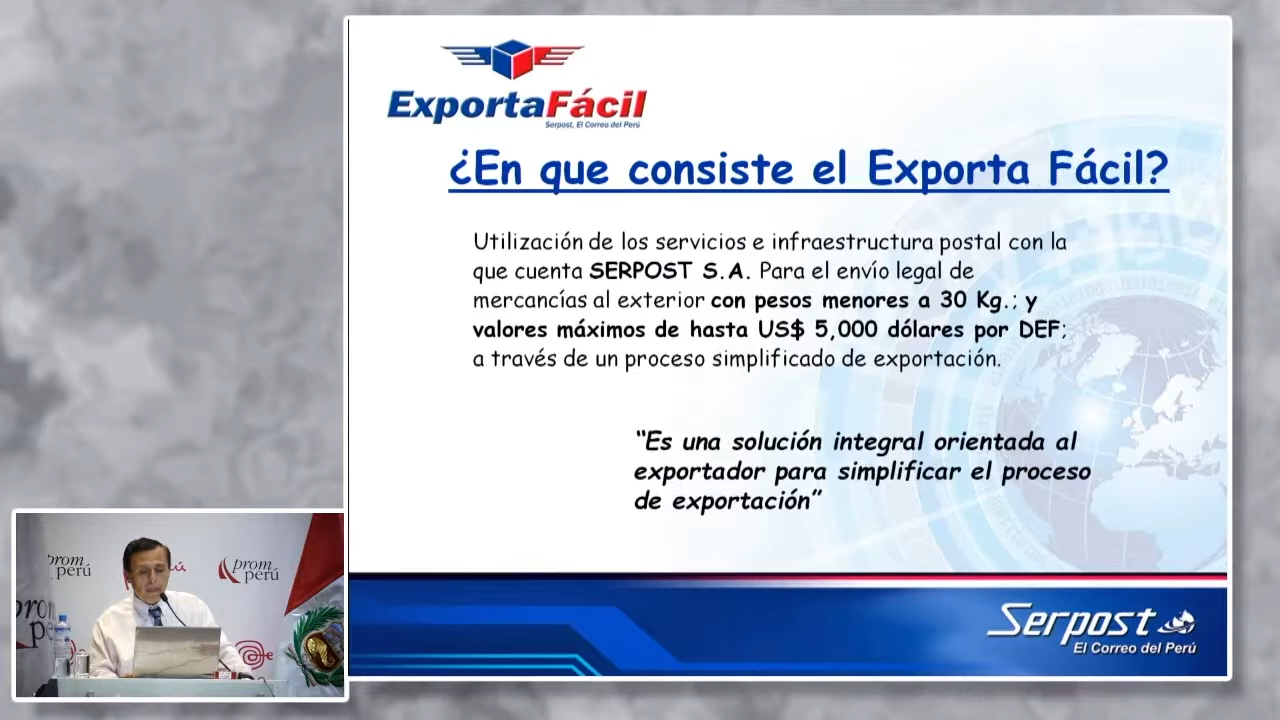 ExportaFácil
Serpost, El Correo del Perú
¿En que consiste el Exporta Fácil?
Utilización de los servicios e infraestructura postal con la
que cuenta SERPOST S.A. Para el envío legal de
mercancías al exterior con pesos menores a 30 Kg.; y
valores máximos de hasta US$ 5,000 dólares por DEF;
a través de un proceso simplificado de exportación.
“Es una solución integral orientada al
exportador para simplificar el proceso
de exportación”
Serpost
El Correo del Perú
prom
perú
prom
perú